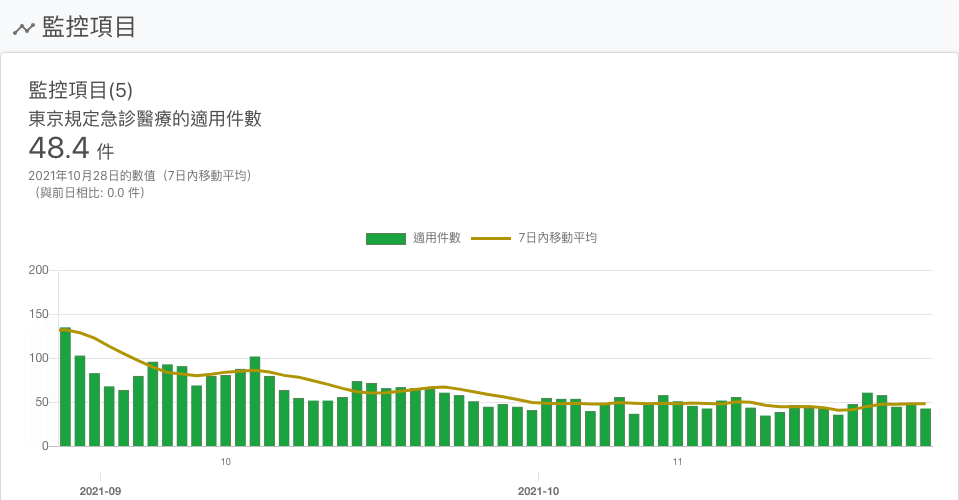 監控項目
監控項目(5)
東京規定急診醫療的適用件數
48.4 件
2021年10月28日的數值（7日內移動平均）
（與前日相比: 0.0 件）
適用件數 7日內移動平均
200
150
100
50
0
10 11
2021-09 2021-10